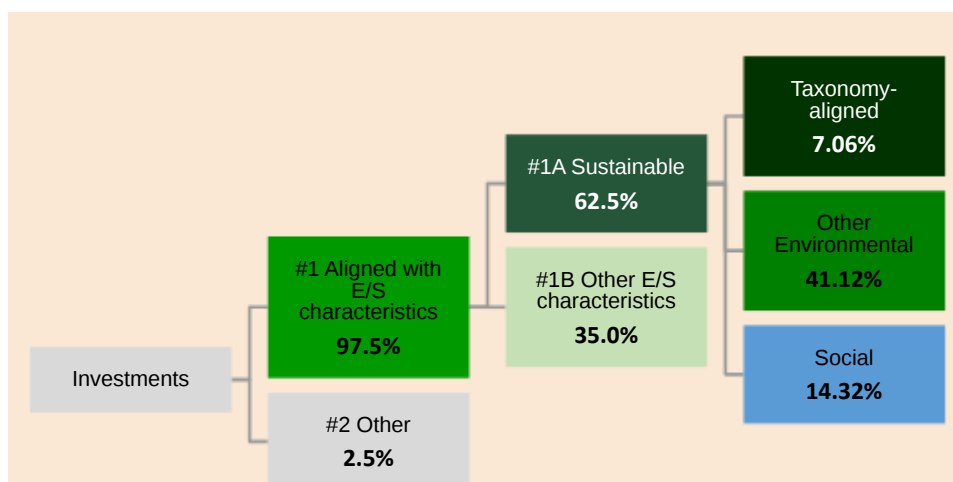 Taxonomy-
aligned
7.06%
#1A Sustainable
62.5%
Other
Environmental
41.12%
#1 Aligned with
E/S
characteristics
97.5%
#1B Other E/S
characteristics
35.0%
Social
14.32%
Investments
#2 Other
2.5%